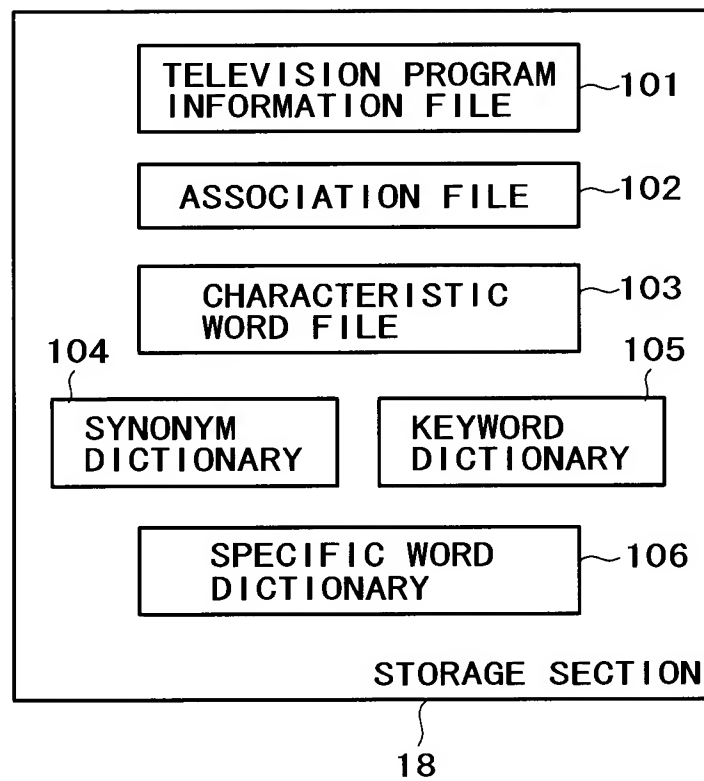 TELEVISION PROGRAM
INFORMATION FILE
101
ASSOCIATION FILE
102
CHARACTERISTIC
WORD FILE
103
104
105
SYNONYM
DICTIONARY
KEYWORD
DICTIONARY
SPECIFIC WORD
DICTIONARY
106
STORAGE SECTION
18